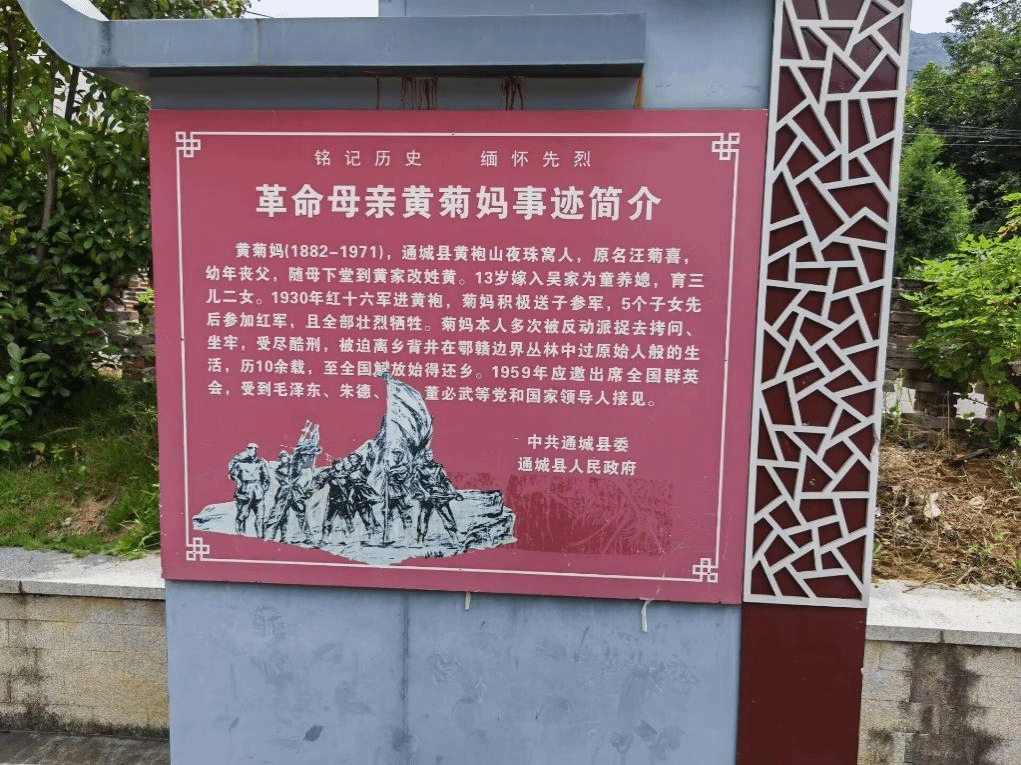 铭记历史 缅怀先烈
革命母亲黄菊妈事迹简介
黄菊妈(1882-1971)，通城县黄袍山夜珠窝人，原名汪菊喜，
幼年丧父，随母下堂到黄家改姓黄。13岁嫁入吴家为童养媳，育三
儿二女。1930年红十六军进黄袍，菊妈积极送子参军，5个子女先
后参加红军，且全部壮烈牺牲。菊妈本人多次被反动派捉去拷问、
坐牢，受尽酷刑，被迫离乡背井在鄂赣边界丛林中过原始人般的生
活，历10余载，至全国解放始得还乡。1959年应邀出席全国群英
会，受到毛泽东、朱德、 董必武等党和国家领导人接见。
中共通城县委
通城县人民政府